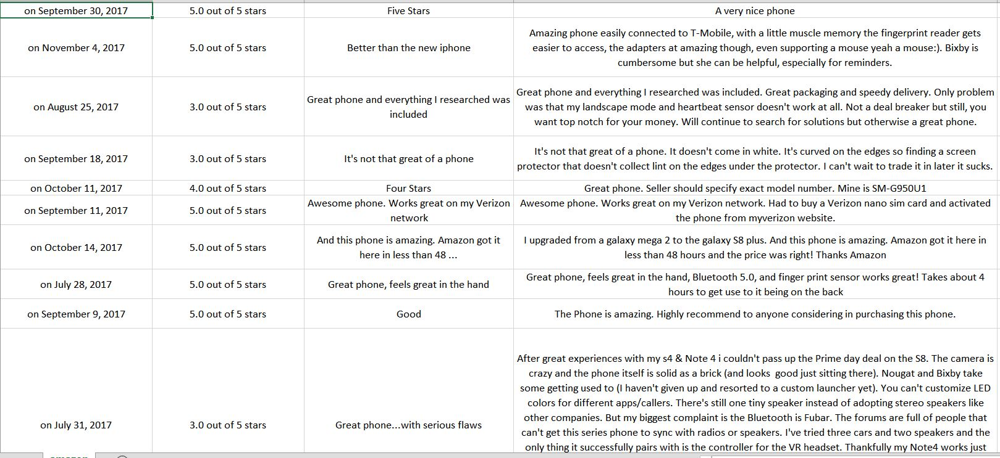 on September 30, 2017
5.0 out of 5 stars
Five Stars
A very nice phone
on November 4, 2017
5.0 out of 5 stars
Better than the new iphone
Amazing phone easily connected to T-Mobile, with a little muscle memory the fingerprint reader gets
easier to access, the adapters at amazing though, even supporting a mouse yeah a mouse:). Bixby is
cumbersome but she can be helpful, especially for reminders.
on August 25, 2017
3.0 out of 5 stars
Great phone and everything I researched was
included
Great phone and everything I researched was included. Great packaging and speedy delivery. Only problem
was that my landscape mode and heartbeat sensor doesn't work at all. Not a deal breaker but still, you
want top notch for your money. Will continue to search for solutions but otherwise a great phone.
on September 18, 2017
3.0 out of 5 stars
It's not that great of a phone
It's not that great of a phone. It doesn't come in white. It's curved on the edges so finding a screen
protector that doesn't collect lint on the edges under the protector. I can't wait to trade it in later it sucks.
on October 11, 2017
4.0 out of 5 stars
Four Stars
Great phone. Seller should specify exact model number. Mine is SM-G950U1
on September 11, 2017
5.0 out of 5 stars
Awesome phone. Works great on my Verizon
network
Awesome phone. Works great on my Verizon network. Had to buy a Verizon nano sim card and activated
the phone from myverizon website.
on October 14, 2017
5.0 out of 5 stars
And this phone is amazing. Amazon got it
here in less than 48 ...
I upgraded from a galaxy mega 2 to the galaxy S8 plus. And this phone is amazing. Amazon got it here in
less than 48 hours and the price was right! Thanks Amazon
on July 28, 2017
5.0 out of 5 stars
Great phone, feels great in the hand
Great phone, feels great in the hand, Bluetooth 5.0, and finger print sensor works great! Takes about 4
hours to get use to it being on the back
on September 9, 2017
5.0 out of 5 stars
Good
The Phone is amazing. Highly recommend to anyone considering in purchasing this phone.
on July 31, 2017
3.0 out of 5 stars
Great phone...with serious flaws
After great experiences with my s4 & Note 4 i couldn't pass up the Prime day deal on the S8. The camera is
crazy and the phone itself is solid as a brick (and looks  good just sitting there). Nougat and Bixby take
some getting used to (I haven't given up and resorted to a custom launcher yet). You can't customize LED
colors for different apps/callers. There's still one tiny speaker instead of adopting stereo speakers like
other companies. But my biggest complaint is the Bluetooth is Fubar. The forums are full of people that
can't get this series phone to sync with radios or speakers. I've tried three cars and two speakers and the
only thing it successfully pairs with is the controller for the VR headset. Thankfully my Note4 works just